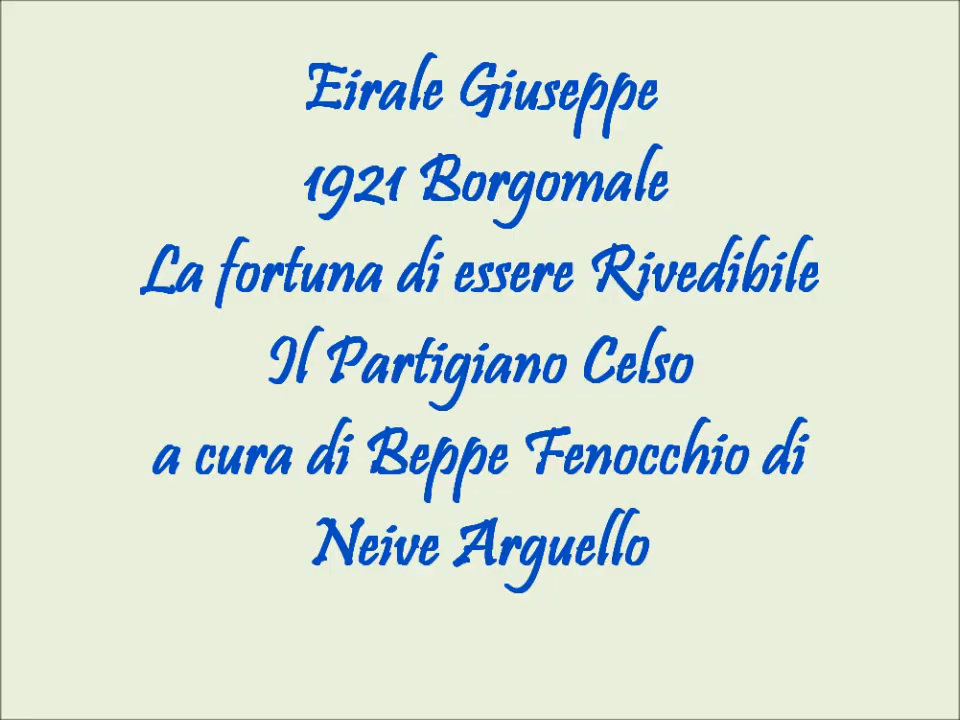 Eirale Giuseppe
1921 Borgomale
La fortuna di essere Rivedibile
Il Partigiano Celso
a cura di Beppe Fenocchio di
Neive Arguello